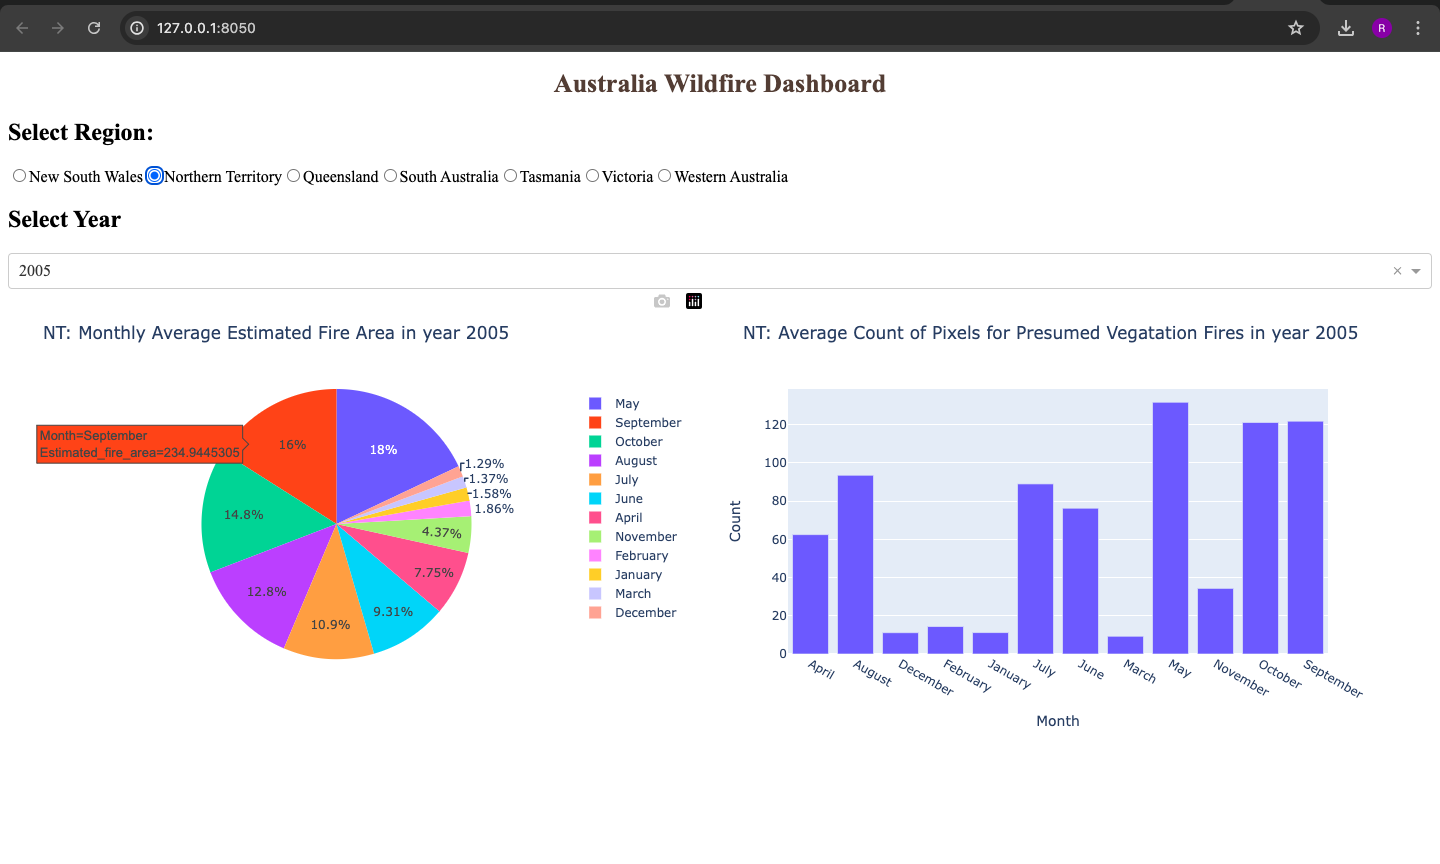 127.0.0.1:8050
R
Australia Wildfire Dashboard
Select Region:
New South Wales Northern Territory Queensland South Australia Tasmania Victoria Western Australia
Select Year
2005
NT: Monthly Average Estimated Fire Area in year 2005
Month=September
Estimated_fire_area=234.9445305
16%
18%
1.29%
1.37%
1.58%
1.86%
4.37%
7.75%
9.31%
10.9%
12.8%
14.8%
May
September
October
August
July
June
April
November
February
January
March
December
NT: Average Count of Pixels for Presumed Vegatation Fires in year 2005
Count
120
100
80
60
40
20
0
April
August
December
February
January
July
June
March
May
November
October
September
Month